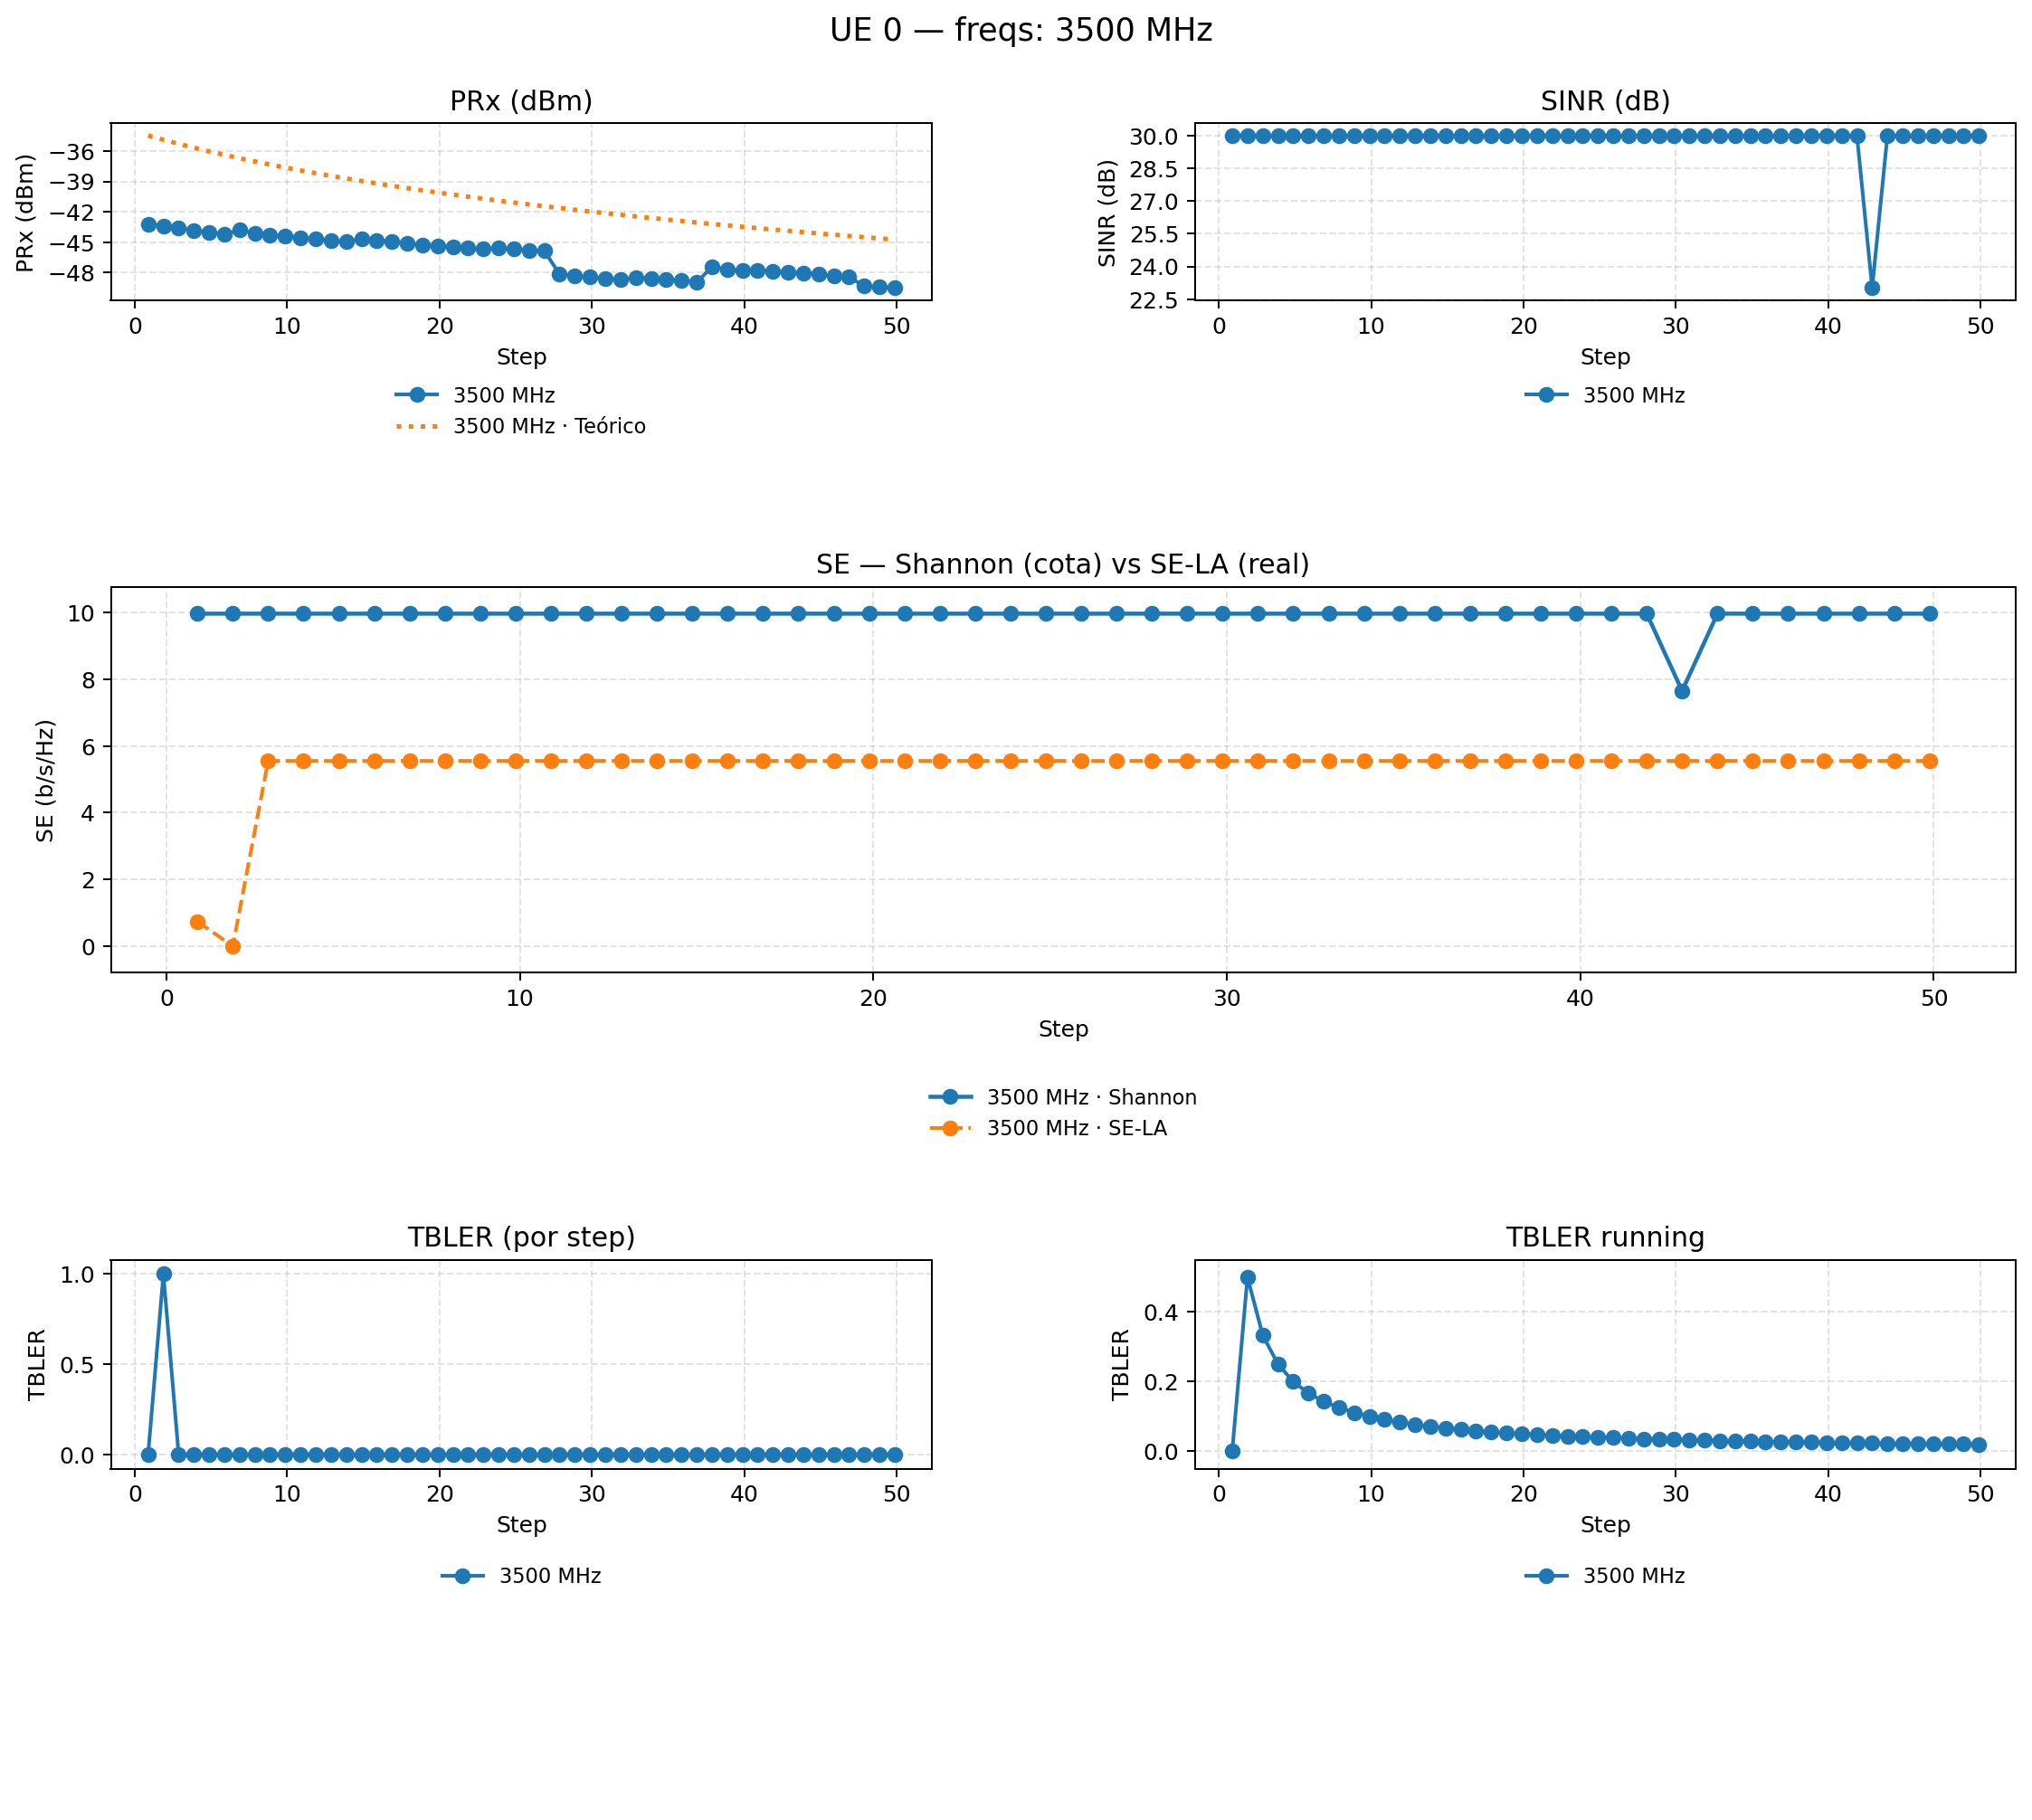 UE 0 — freqs: 3500 MHz
PRx (dBm)
PRx (dBm)
−36
−39
−42
−45
−48
0 10 20 30 40 50
Step
3500 MHz
3500 MHz · Teórico
SINR (dB)
SINR (dB)
30.0
28.5
27.0
25.5
24.0
22.5
0 10 20 30 40 50
Step
3500 MHz
SE — Shannon (cota) vs SE-LA (real)
SE (b/s/Hz)
10
8
6
4
2
0
0 10 20 30 40 50
Step
3500 MHz · Shannon
3500 MHz · SE-LA
TBLER (por step)
TBLER
1.0
0.5
0.0
0 10 20 30 40 50
Step
3500 MHz
TBLER running
TBLER
0.4
0.2
0.0
0 10 20 30 40 50
Step
3500 MHz